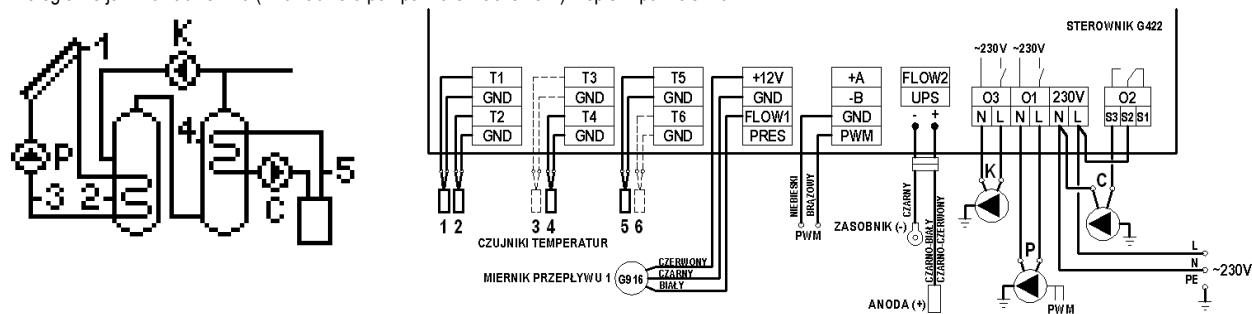 STEROWNIK G422
~230V ~230V
T1
GND
T2
GND
T3
GND
T4
GND
T5
GND
T6
GND
+12V
GND
FLOW1
PRES
+A
-B
GND
PWM
FLOW2
UPS
- +
O3 O1 230V
N L N L N L
O2
S3 S2 S1
K
1
P
4
3
2
C
5
1 2
3 4
5 6
CZUJNIKI TEMPERATUR
MIERNIK PRZEPŁYWU 1
G916
CZERWONY
CZARNY
BIAŁY
NIEBIESKI
BRĄZOWY
PWM
CZARNY
ZASOBNIK (-)
CZARNO-BIAŁY
CZARNO-CZERWONY
ANODA (+)
K
P
PWM
C
L
N
PE
~230V